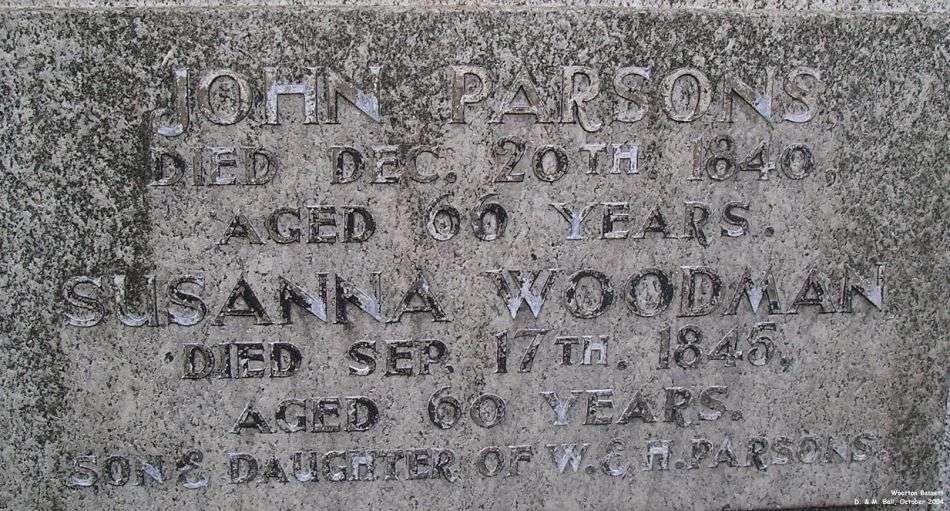 JOHN PARSONS,
DIED DEC. 20TH 1840,
AGED 66 YEARS.
SUSANNA WOODMAN
DIED SEP. 17TH. 1845,
AGED 60 YEARS
SON & DAUGHTER OF W. & H. PARSONS.
Wootton Bassett
D. & M. Ball, October 2004